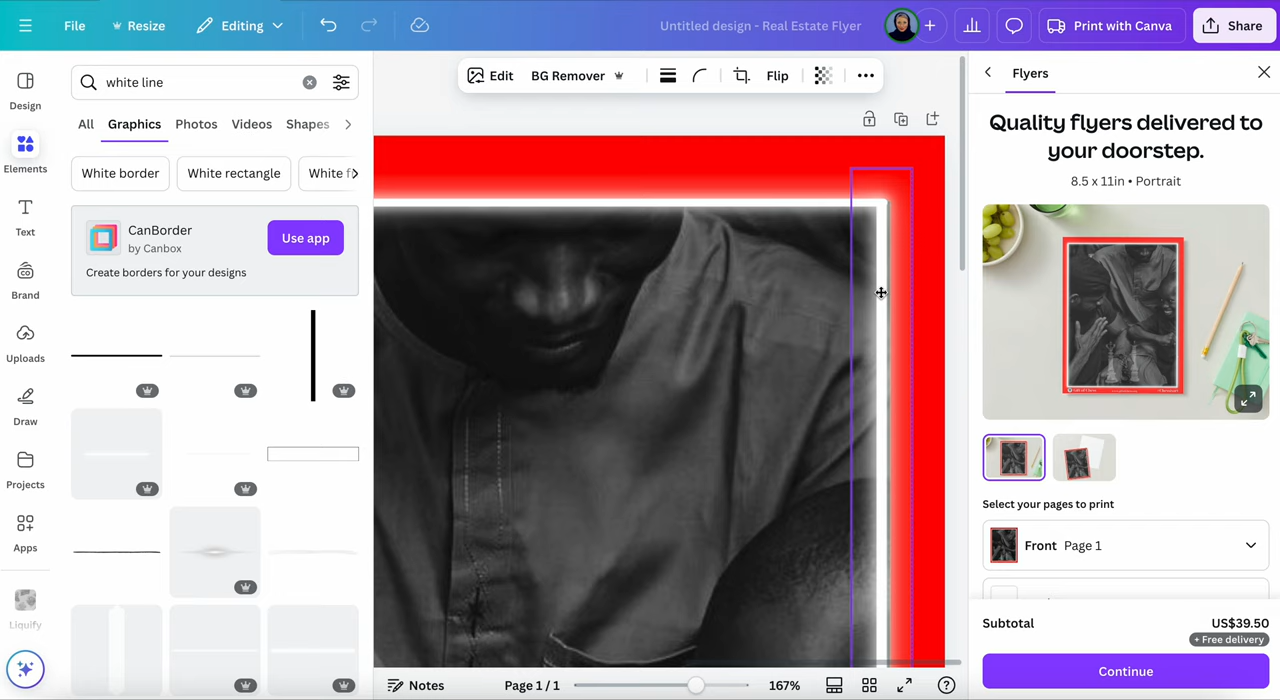 File
Resize
Editing
Untitled design - Real Estate Flyer
Print with Canva
Share
Design
Elements
Text
Brand
Uploads
Draw
Projects
Apps
Liquify
white line
All
Graphics
Photos
Videos
Shapes
White border
White rectangle
CanBorder
by Canbox
Use app
Create borders for your designs
Edit
BG Remover
Flip
Notes
Page 1 / 1
167%
Flyers
Quality flyers delivered to
your doorstep.
8.5 x 11in • Portrait
Select your pages to print
Front Page 1
Subtotal
US$39.50
+ Free delivery
Continue